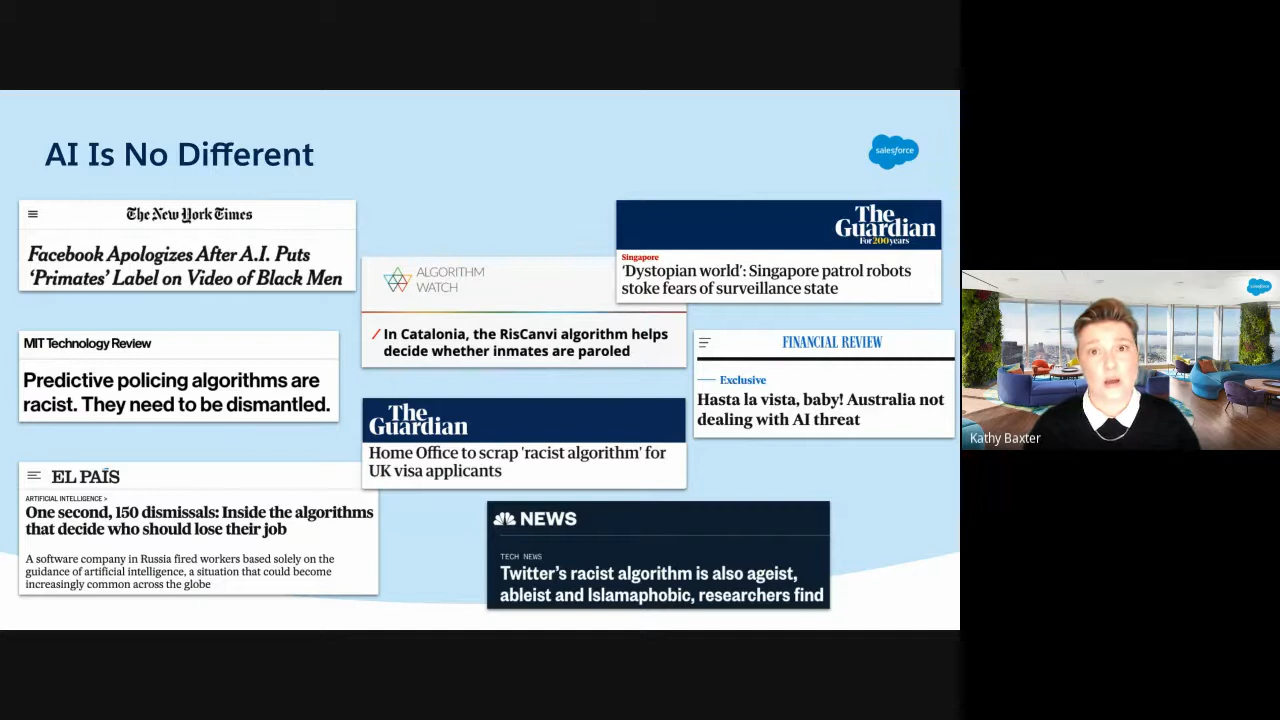 AI Is No Different
salesforce
The New York Times
Facebook Apologizes After A.I. Puts
‘Primates’ Label on Video of Black Men
ALGORITHM
WATCH
/ In Catalonia, the RisCanvi algorithm helps
decide whether inmates are paroled
The
Guardian
For 200 years
Singapore
‘Dystopian world’: Singapore patrol robots
stoke fears of surveillance state
MIT Technology Review
Predictive policing algorithms are
racist. They need to be dismantled.
The
Guardian
Home Office to scrap 'racist algorithm' for
UK visa applicants
FINANCIAL REVIEW
Exclusive
Hasta la vista, baby! Australia not
dealing with AI threat
EL PAÍS
ARTIFICIAL INTELLIGENCE >
One second, 150 dismissals: Inside the algorithms
that decide who should lose their job
A software company in Russia fired workers based solely on the
guidance of artificial intelligence, a situation that could become
increasingly common across the globe
NEWS
TECH NEWS
Twitter’s racist algorithm is also ageist,
ableist and Islamaphobic, researchers find
salesforce
Kathy Baxter